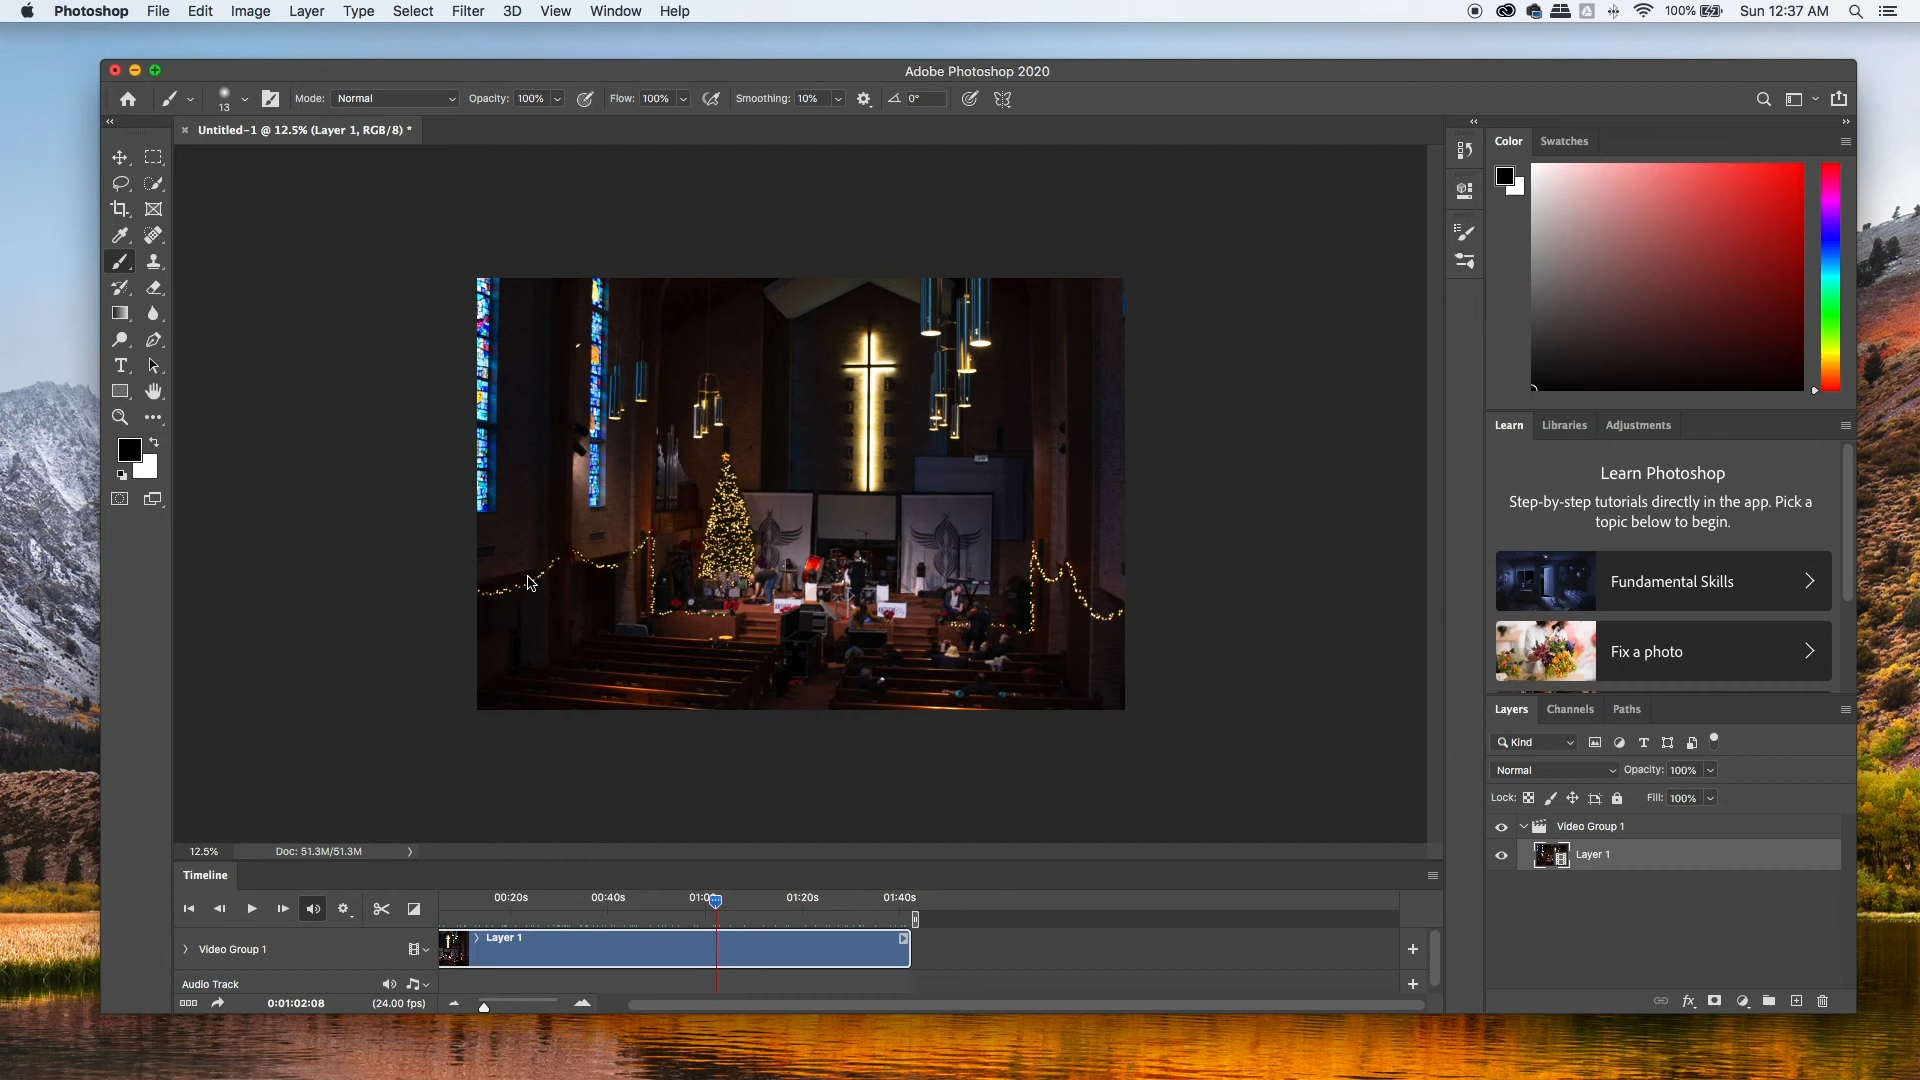 Photoshop File Edit Image Layer Type Select Filter 3D View Window Help 100% Sun 12:37 AM
Adobe Photoshop 2020
13 Mode: Normal Opacity: 100% Flow: 100% Smoothing: 10% 0°
Untitled-1 @ 12.5% (Layer 1, RGB/8) *
Color Swatches
Learn Libraries Adjustments
Learn Photoshop
Step-by-step tutorials directly in the app. Pick a
topic below to begin.
Fundamental Skills
Fix a photo
Layers Channels Paths
Kind
Normal Opacity: 100%
Lock: Fill: 100%
Video Group 1
Layer 1
12.5% Doc: 51.3M/51.3M
Timeline
00:20s 00:40s 01:20s 01:40s
Layer 1
Video Group 1
Audio Track
0:01:02:08 (24.00 fps)